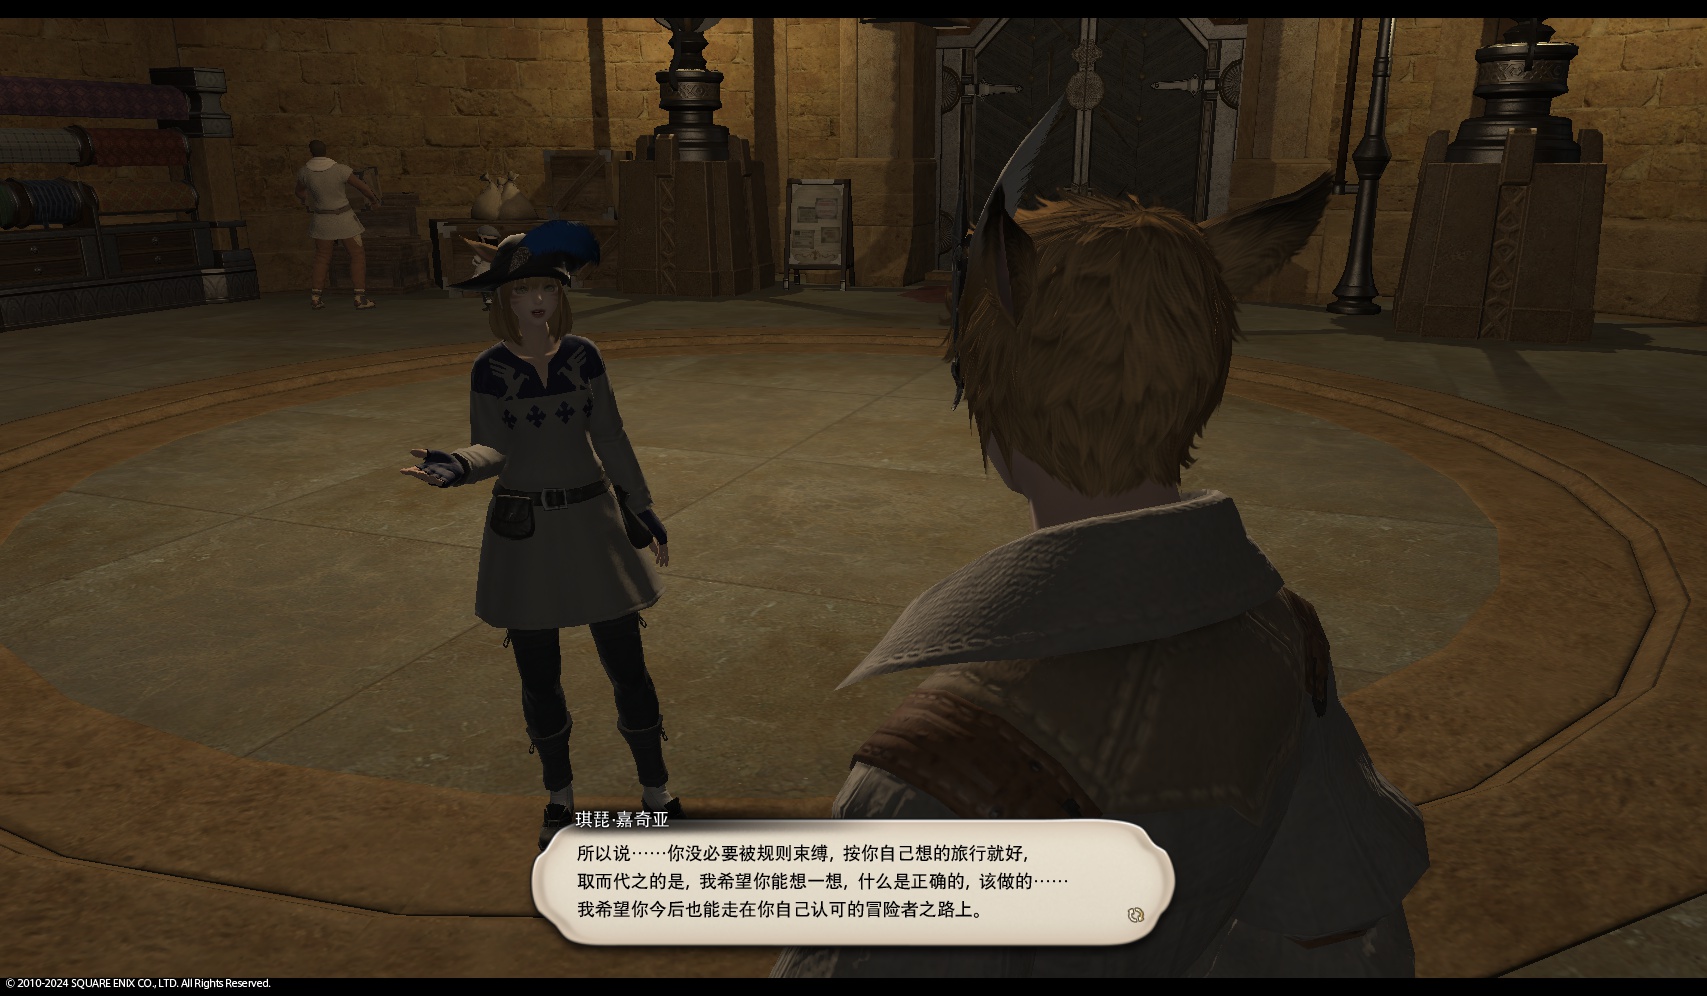 琪琵·嘉奇亚
所以说……你没必要被规则束缚，按你自己想的旅行就好，
取而代之的是，我希望你能想一想，什么是正确的，该做的……
我希望你今后也能走在你自己认可的冒险者之路上。
© 2010-2024 SQUARE ENIX CO., LTD. All Rights Reserved.